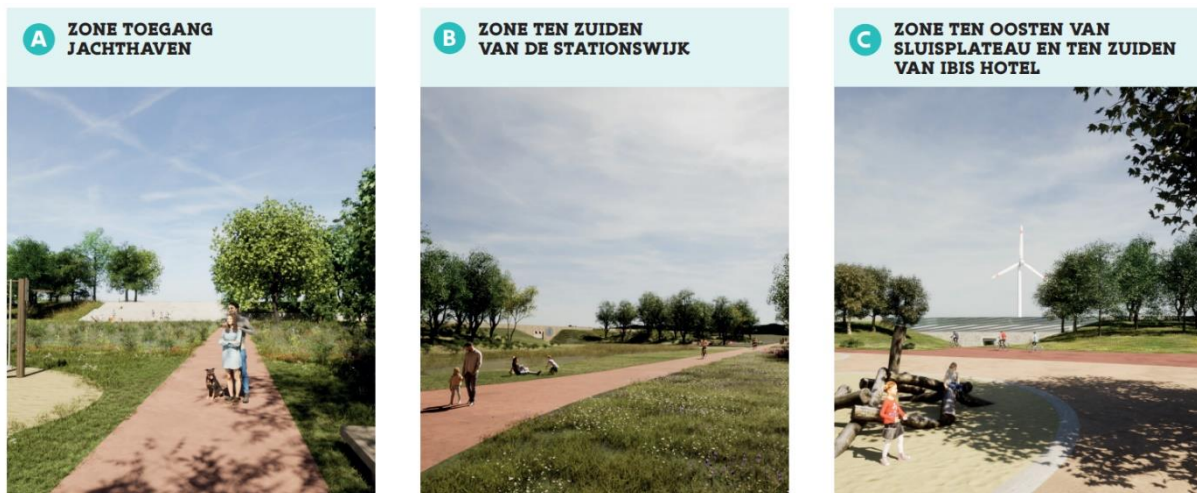 A
ZONE TOEGANG
JACHTHAVEN
B
ZONE TEN ZUIDEN
VAN DE STATIONSWIJK
C
ZONE TEN OOSTEN VAN
SLUISPLATEAU EN TEN ZUIDEN
VAN IBIS HOTEL